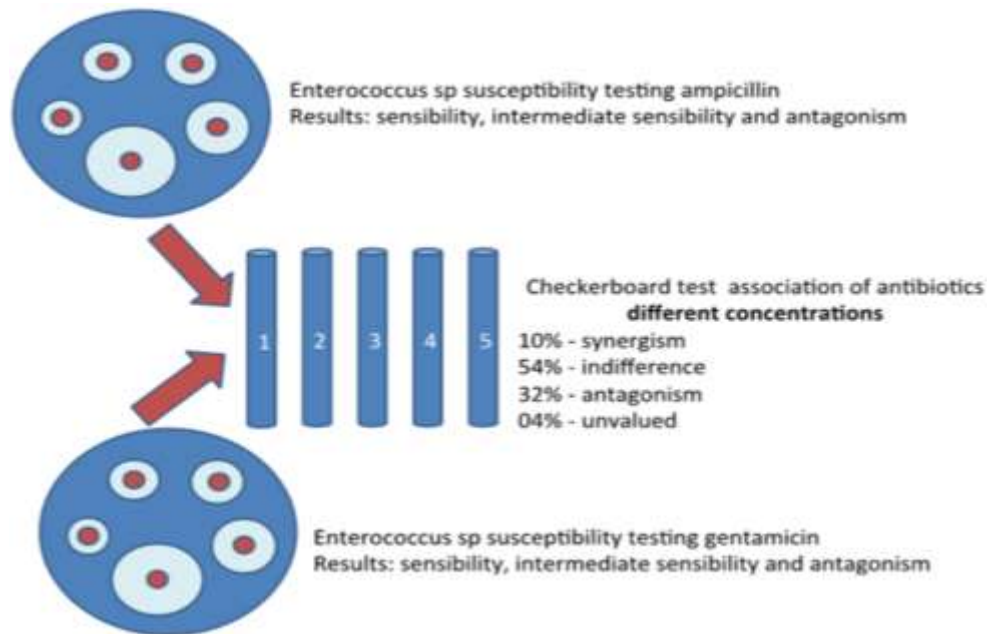 Enterococcus sp susceptibility testing ampicillin
Results: sensibility, intermediate sensibility and antagonism
1 2 3 4 5
Checkerboard test association of antibiotics
different concentrations
10% - synergism
54% - indifference
32% - antagonism
04% - unvalued
Enterococcus sp susceptibility testing gentamicin
Results: sensibility, intermediate sensibility and antagonism